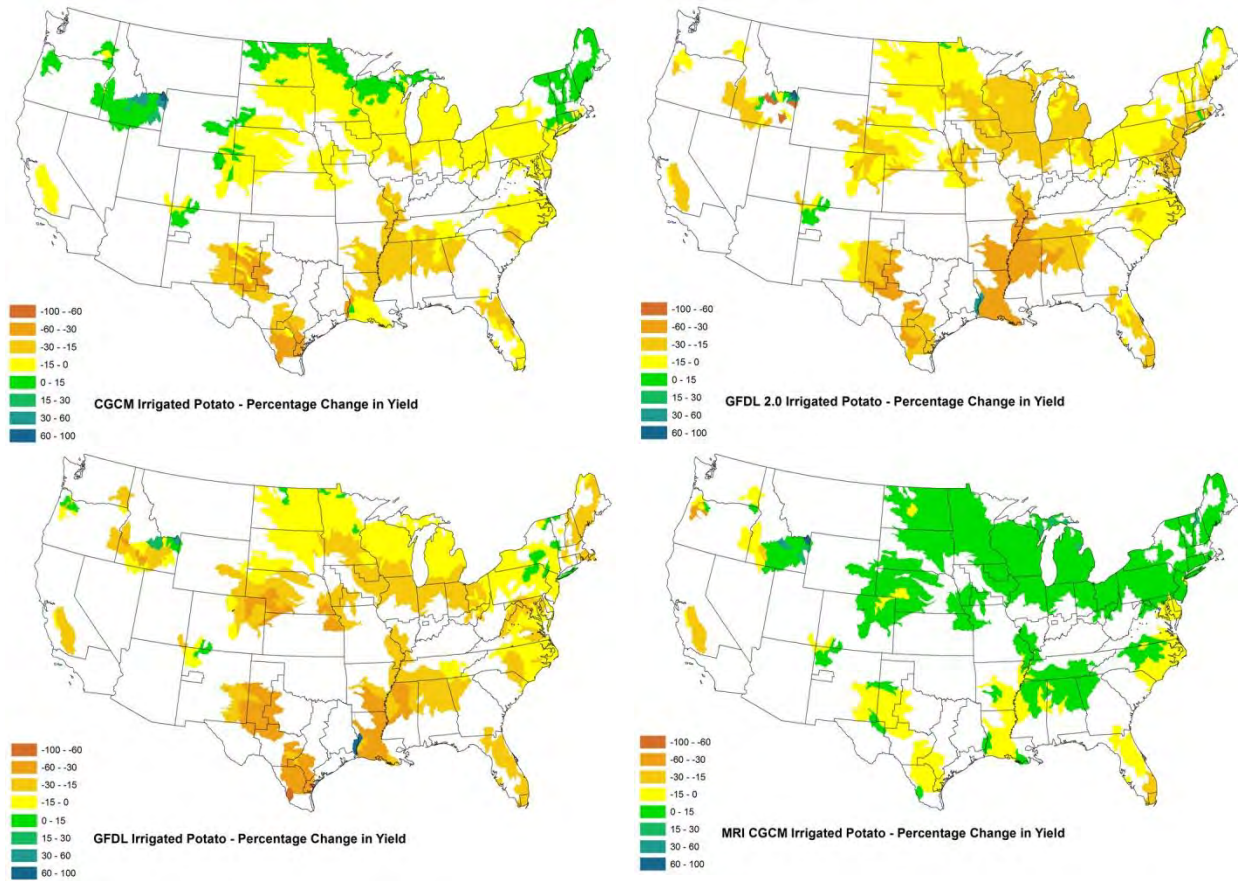 -100 - -60
-60 - -30
-30 - -15
-15 - 0
0 - 15
15 - 30
30 - 60
60 - 100
CGCM Irrigated Potato - Percentage Change in Yield
-100 - -60
-60 - -30
-30 - -15
-15 - 0
0 - 15
15 - 30
30 - 60
60 - 100
GFDL 2.0 Irrigated Potato - Percentage Change in Yield
-100 - -60
-60 - -30
-30 - -15
-15 - 0
0 - 15
15 - 30
30 - 60
60 - 100
GFDL Irrigated Potato - Percentage Change in Yield
-100 - -60
-60 - -30
-30 - -15
-15 - 0
0 - 15
15 - 30
30 - 60
60 - 100
MRI CGCM Irrigated Potato - Percentage Change in Yield